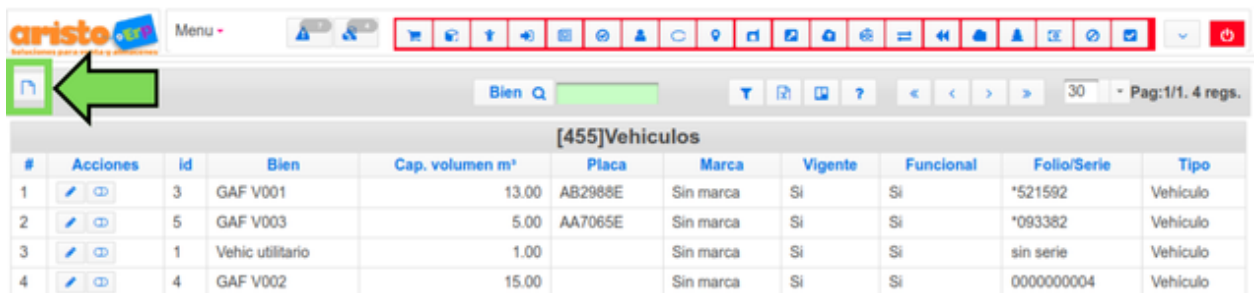 aristo ERP Menu
Soluciones para venta y almacenes
Bien 30 Pag:1/1. 4 regs.
[455]Vehiculos
# Acciones id Bien Cap. volumen m³ Placa Marca Vigente Funcional Folio/Serie Tipo
1 3 GAF V001 13.00 AB2988E Sin marca Si Si *521592 Vehículo
2 5 GAF V003 5.00 AA7065E Sin marca Si Si *093382 Vehículo
3 1 Vehic utilitario 1.00 Sin marca Si Si sin serie Vehículo
4 4 GAF V002 15.00 Sin marca Si Si 0000000004 Vehículo